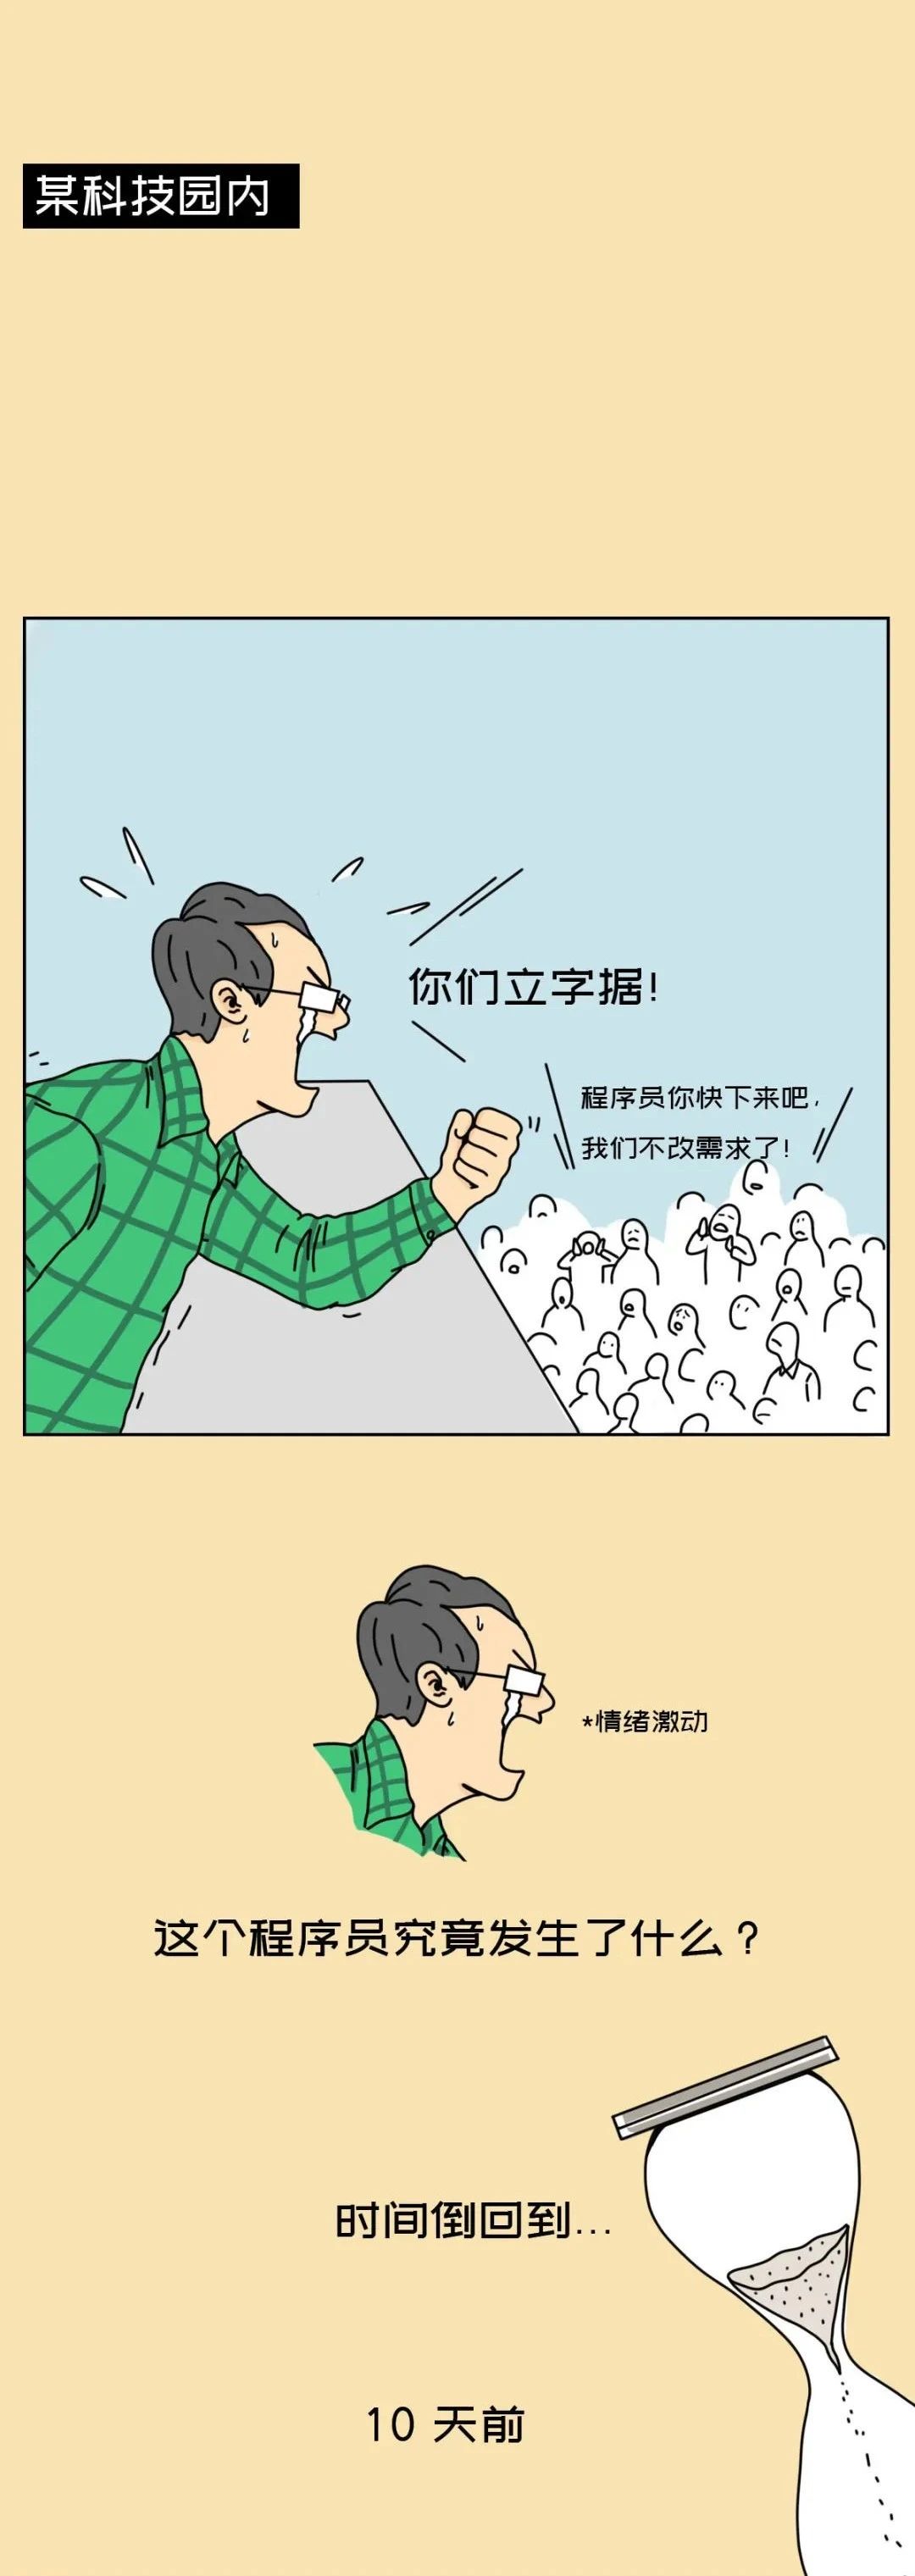 某科技园内
你们立字据!
程序员你快下来吧,
我们不改需求了!
*情绪激动
这个程序员究竟发生了什么?
时间倒回到...
10 天前